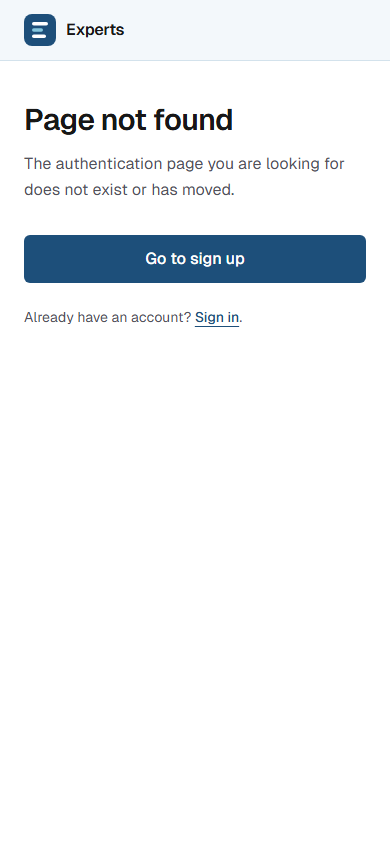 Experts
Page not found
The authentication page you are looking for
does not exist or has moved.
Go to sign up
Already have an account? Sign in.